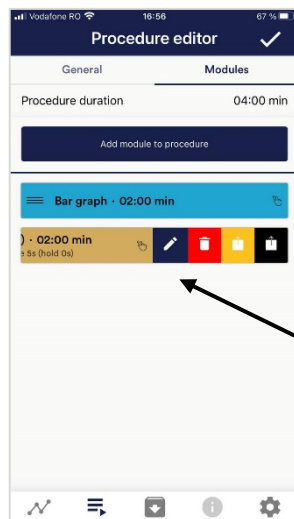 Vodafone RO 16:56 67 %
Procedure editor
General Modules
Procedure duration 04:00 min
Add module to procedure
Bar graph · 02:00 min
) · 02:00 min
e 5s (hold 0s)